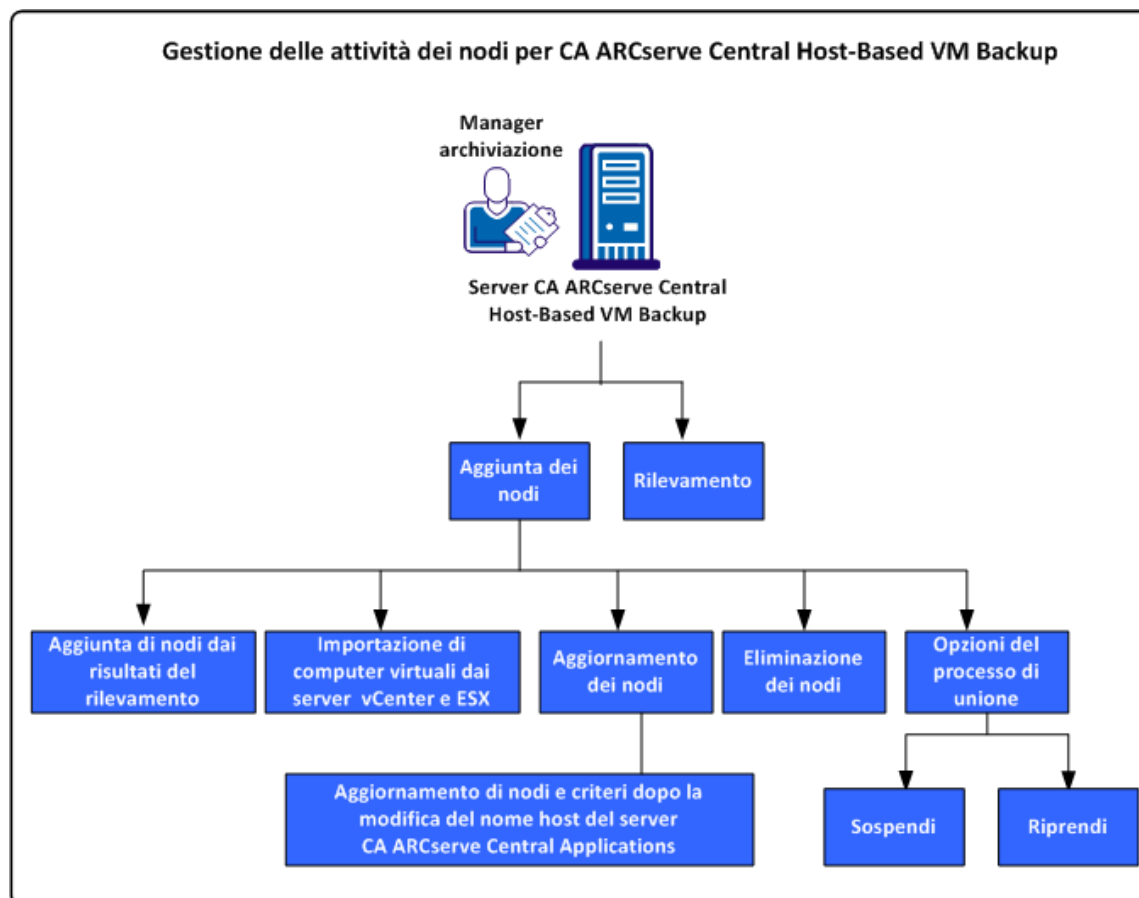 Gestione delle attività dei nodi per CA ARCserve Central Host-Based VM Backup
Manager
archiviazione
Server CA ARCserve Central
Host-Based VM Backup
Aggiunta dei
nodi
Rilevamento
Aggiunta di nodi dai
risultati del
rilevamento
Importazione di
computer virtuali dai
server vCenter e ESX
Aggiornamento
dei nodi
Eliminazione
dei nodi
Opzioni del
processo di
unione
Aggiornamento di nodi e criteri dopo la
modifica del nome host del server
CA ARCserve Central Applications
Sospendi
Riprendi